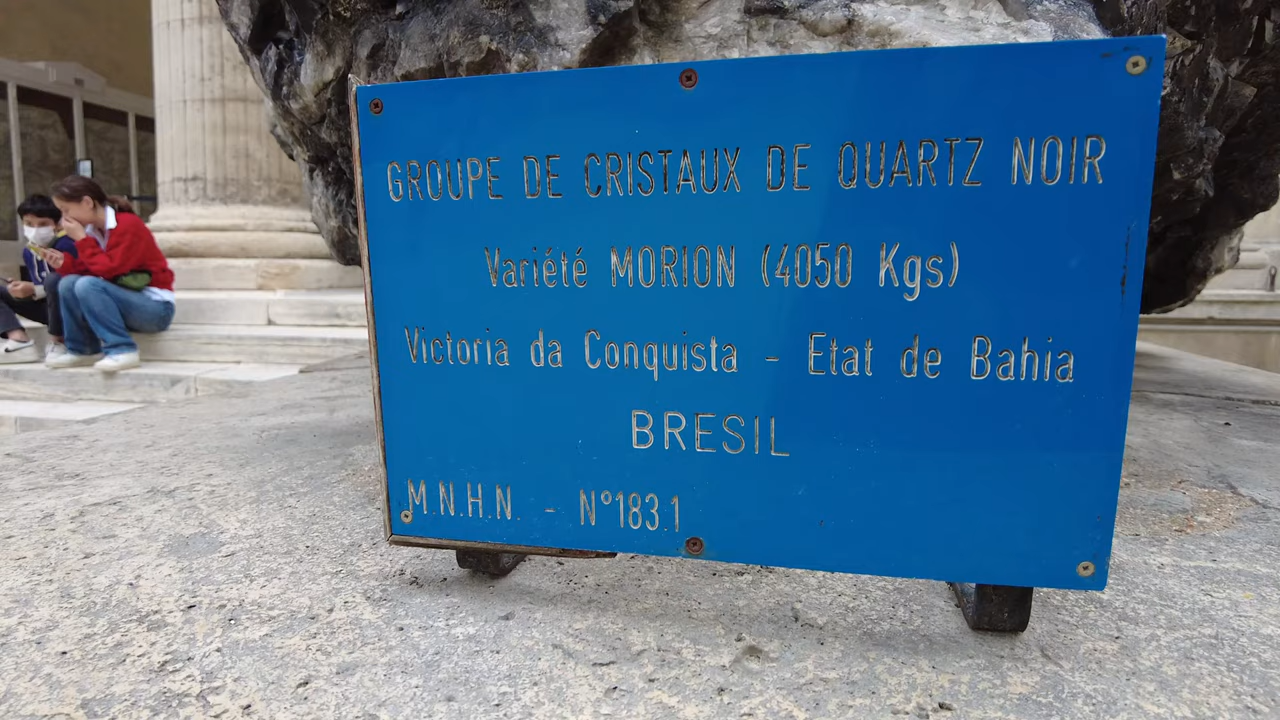 GROUPE DE CRISTAUX DE QUARTZ NOIR
Variété MORION (4050 Kgs)
Victoria da Conquista - Etat de Bahia
BRESIL
M.N.H.N. - N°183.1